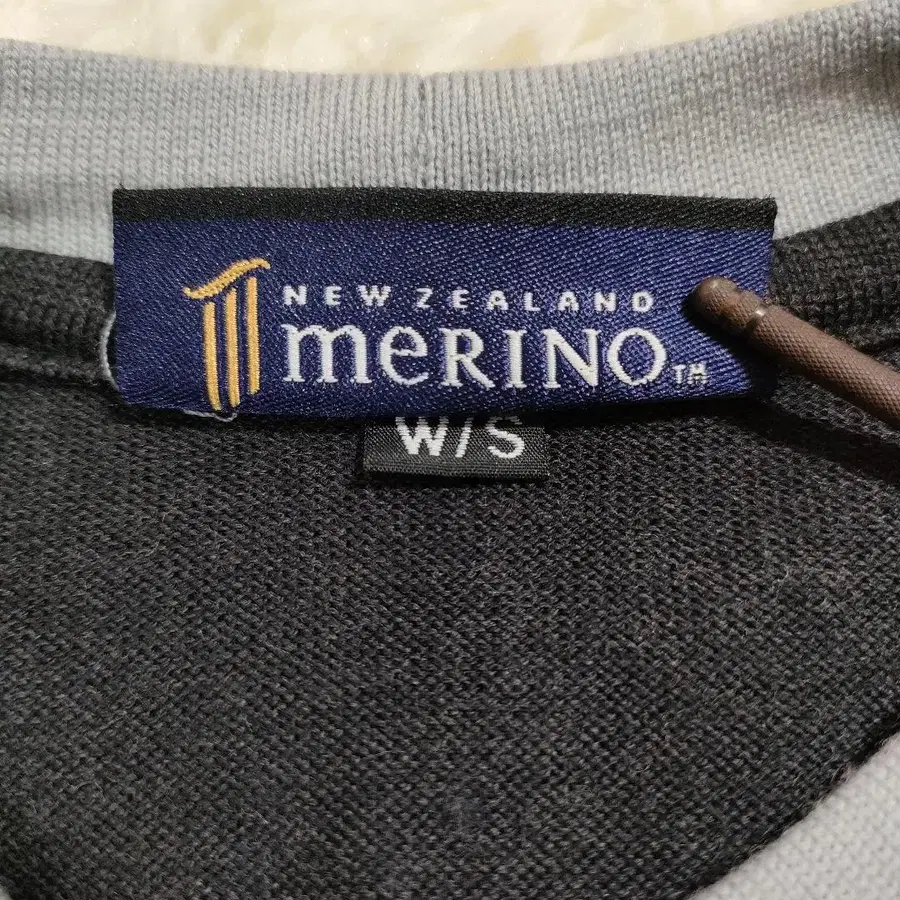 NEW ZEALAND
meRINO TM
W/S